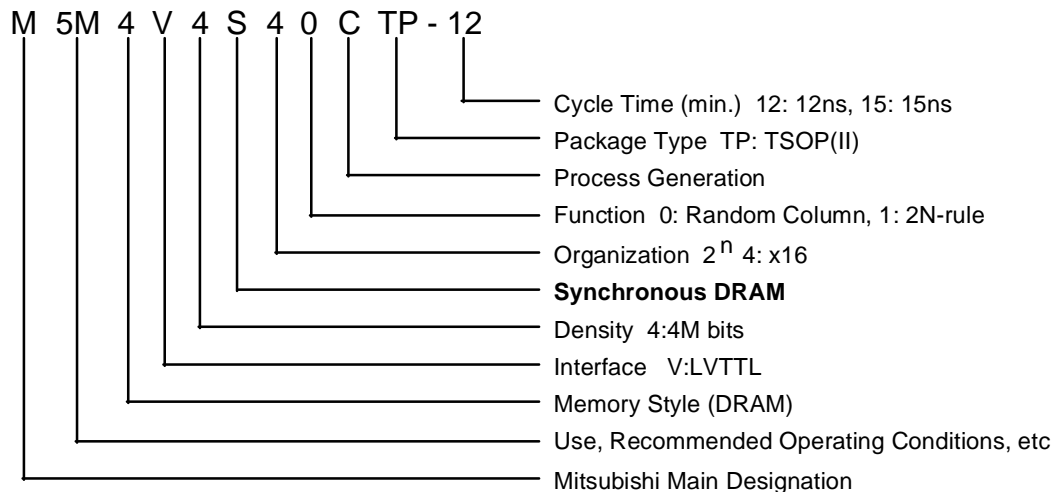 M 5M 4 V 4 S 4 0 C TP - 12
Cycle Time (min.) 12: 12ns, 15: 15ns
Package Type TP: TSOP(II)
Process Generation
Function 0: Random Column, 1: 2N-rule
Organization 2 n 4: x16
Synchronous DRAM
Density 4:4M bits
Interface V:LVTTL
Memory Style (DRAM)
Use, Recommended Operating Conditions, etc
Mitsubishi Main Designation